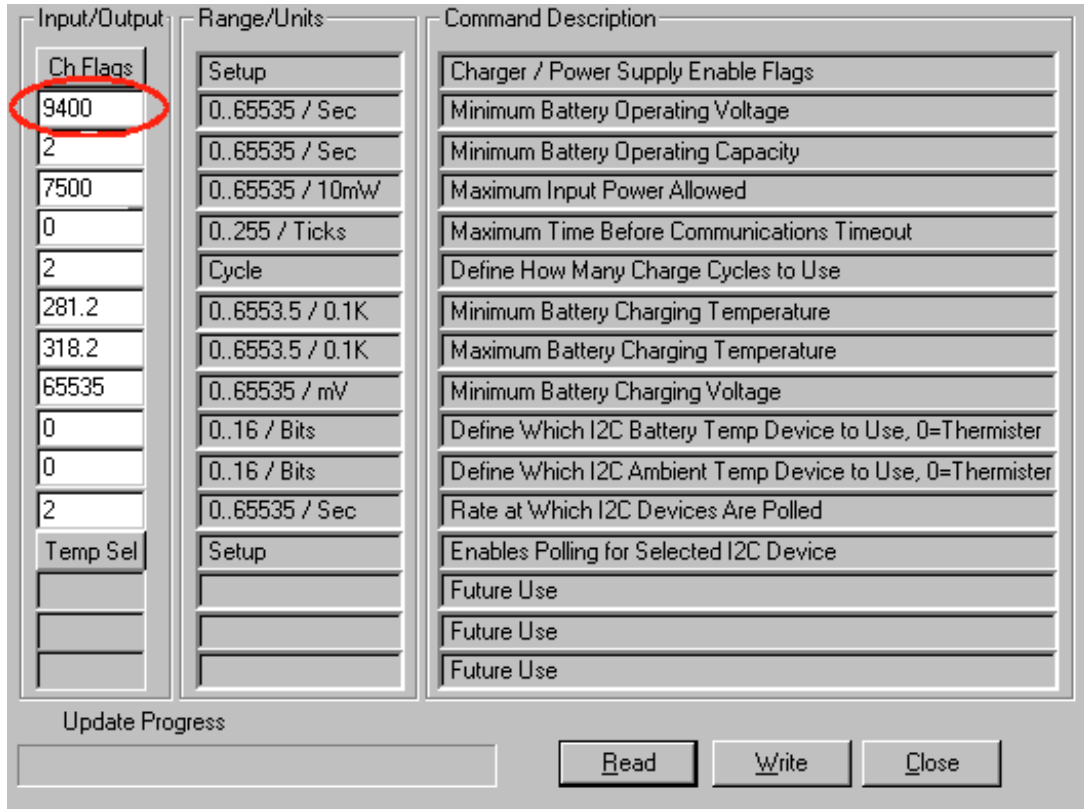 Input/Output Range/Units Command Description
Ch Flags Setup Charger / Power Supply Enable Flags
9400 0..65535 / Sec Minimum Battery Operating Voltage
2 0..65535 / Sec Minimum Battery Operating Capacity
7500 0..65535 / 10mW Maximum Input Power Allowed
0 0..255 / Ticks Maximum Time Before Communications Timeout
2 Cycle Define How Many Charge Cycles to Use
281.2 0..6553.5 / 0.1K Minimum Battery Charging Temperature
318.2 0..6553.5 / 0.1K Maximum Battery Charging Temperature
65535 0..65535 / mV Minimum Battery Charging Voltage
0 0..16 / Bits Define Which I2C Battery Temp Device to Use, 0=Thermister
0 0..16 / Bits Define Which I2C Ambient Temp Device to Use, 0=Thermister
2 0..65535 / Sec Rate at Which I2C Devices Are Polled
Temp Sel Setup Enables Polling for Selected I2C Device
Future Use
Future Use
Future Use
Update Progress
Read Write Close